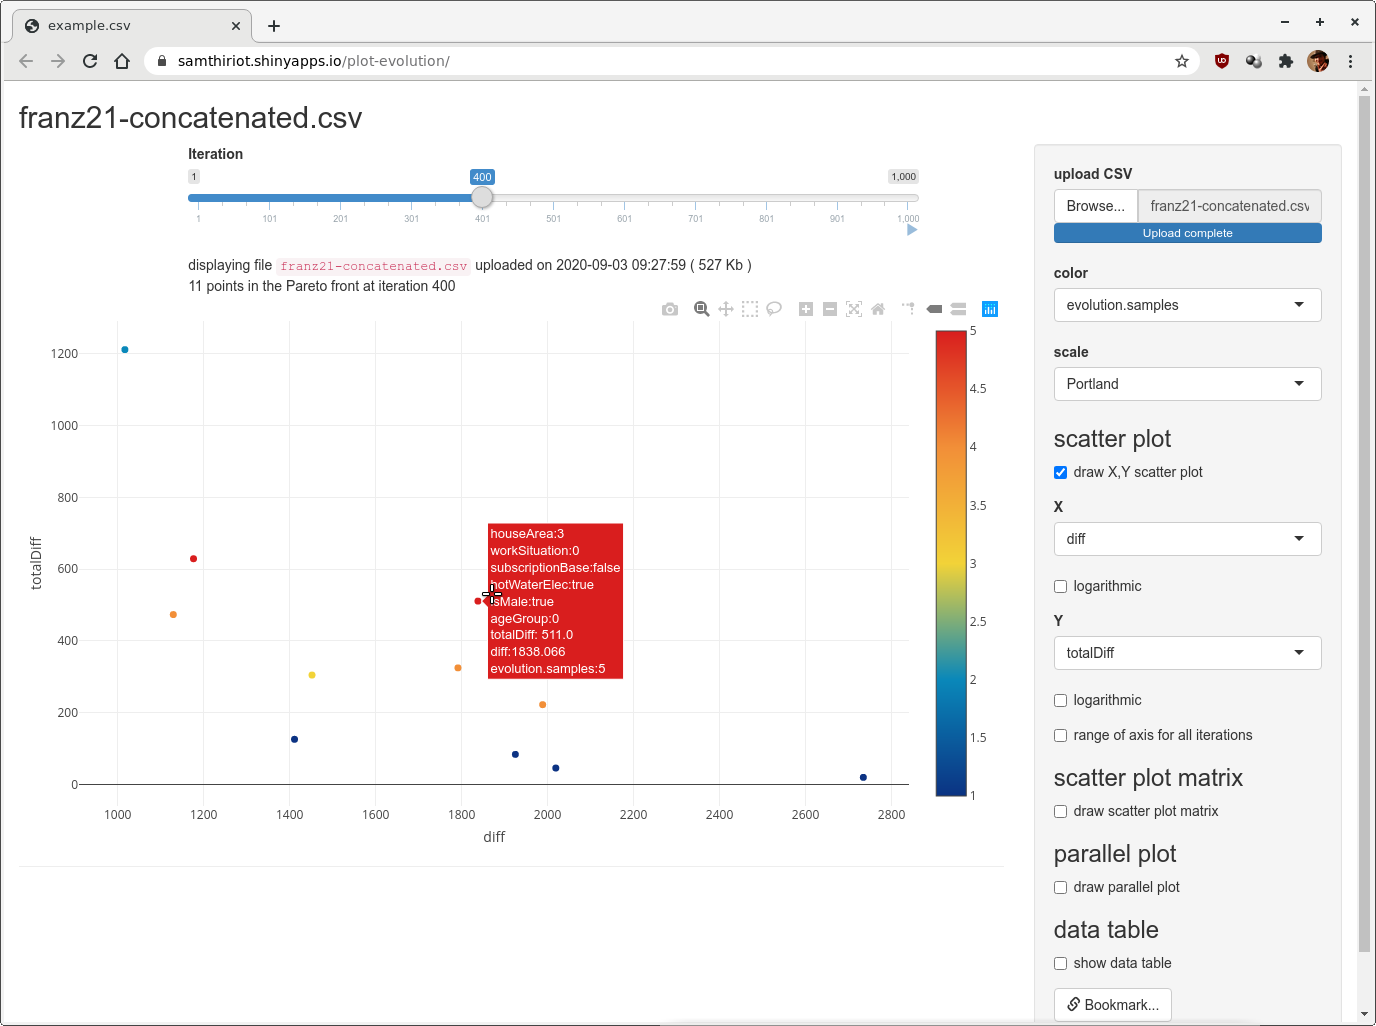 example.csv
samthiriot.shinyapps.io/plot-evolution/
franz21-concatenated.csv
Iteration
1 400 1,000
1 101 201 301 401 501 601 701 801 901 1,000
displaying file franz21-concatenated.csv uploaded on 2020-09-03 09:27:59 ( 527 Kb )
11 points in the Pareto front at iteration 400
totalDiff
1200
1000
800
600
400
200
0
1000 1200 1400 1600 1800 2000 2200 2400 2600 2800
diff
houseArea:3
workSituation:0
subscriptionBase:false
hotWaterElec:true
isMale:true
ageGroup:0
totalDiff: 511.0
diff:1838.066
evolution.samples:5
5
4.5
4
3.5
3
2.5
2
1.5
1
upload CSV
Browse... franz21-concatenated.csv
Upload complete
color
evolution.samples
scale
Portland
scatter plot
draw X,Y scatter plot
X
diff
logarithmic
Y
totalDiff
logarithmic
range of axis for all iterations
scatter plot matrix
draw scatter plot matrix
parallel plot
draw parallel plot
data table
show data table
Bookmark...